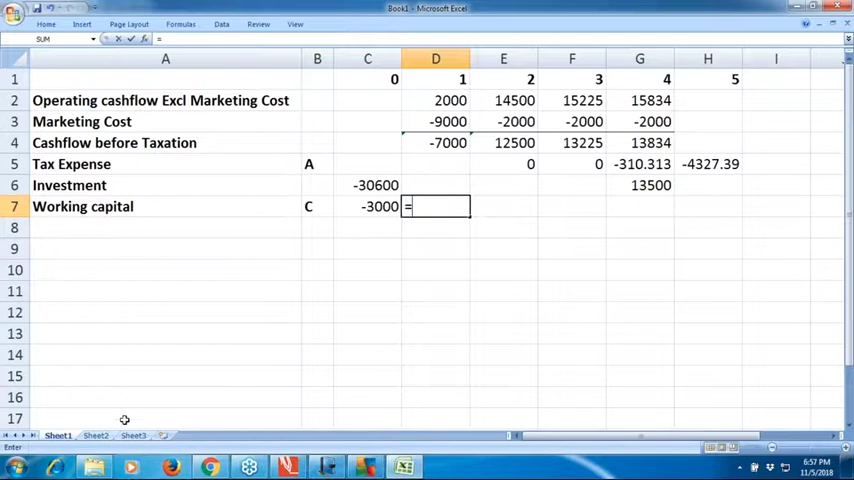 Book1 - Microsoft Excel
Home Insert Page Layout Formulas Data Review View
SUM =
A B C D E F G H I
1 0 1 2 3 4 5
2 Operating cashflow Excl Marketing Cost 2000 14500 15225 15834
3 Marketing Cost -9000 -2000 -2000 -2000
4 Cashflow before Taxation -7000 12500 13225 13834
5 Tax Expense A 0 0 -310.313 -4327.39
6 Investment -30600 13500
7 Working capital C -3000 =
8
9
10
11
12
13
14
15
16
17
Sheet1 Sheet2 Sheet3
Enter
6:57 PM
11/5/2018